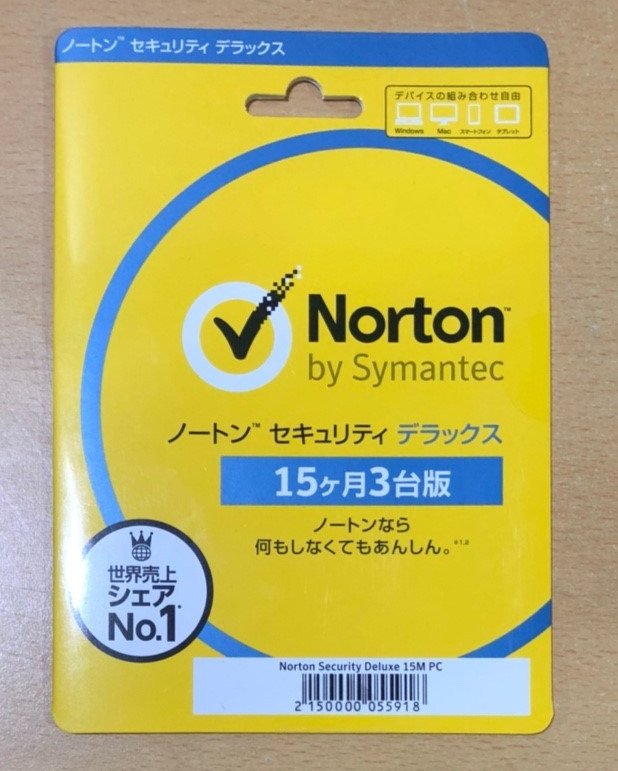 ノートン™ セキュリティ デラックス
デバイスの組み合わせ自由
Windows Mac スマートフォン タブレット
Norton™
by Symantec
ノートン™ セキュリティ デラックス
15ヶ月3台版
ノートンなら
何もしなくてもあんしん。※1,2
世界売上
シェア
No.1*
Norton Security Deluxe 15M PC
2 150000 055918